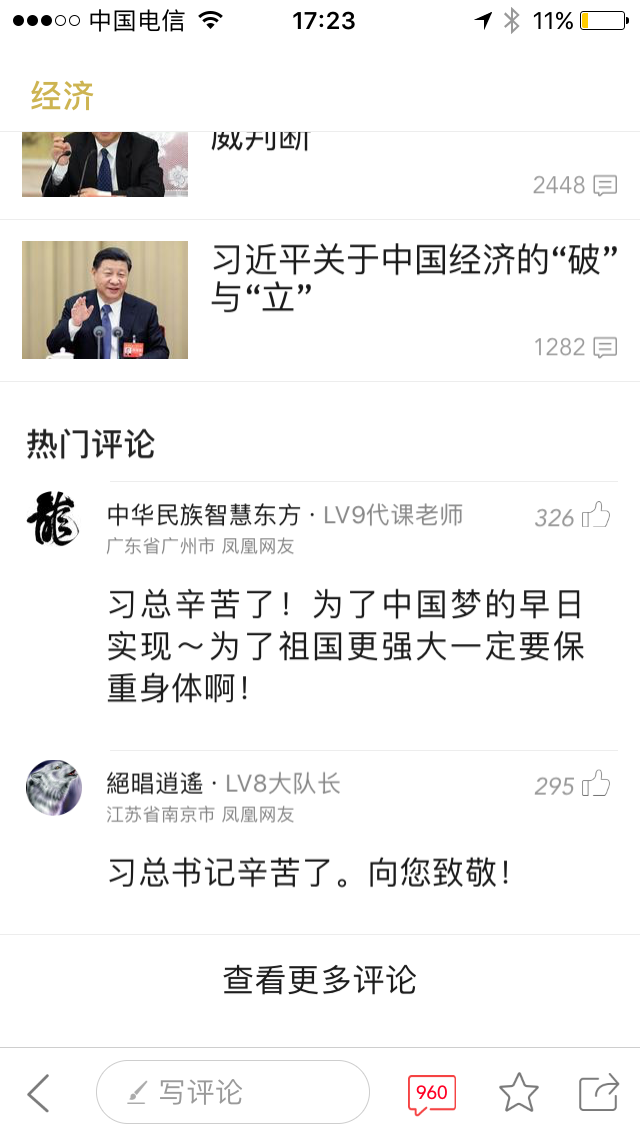 中国电信
17:23
11%
经济
威判断
2448
习近平关于中国经济的“破”
与“立”
1282
热门评论
中华民族智慧东方 · LV9代课老师
326
广东省广州市 凤凰网友
习总辛苦了！为了中国梦的早日
实现～为了祖国更强大一定要保
重身体啊！
絕唱逍遙 · LV8大队长
295
江苏省南京市 凤凰网友
习总书记辛苦了。向您致敬！
查看更多评论
写评论
960